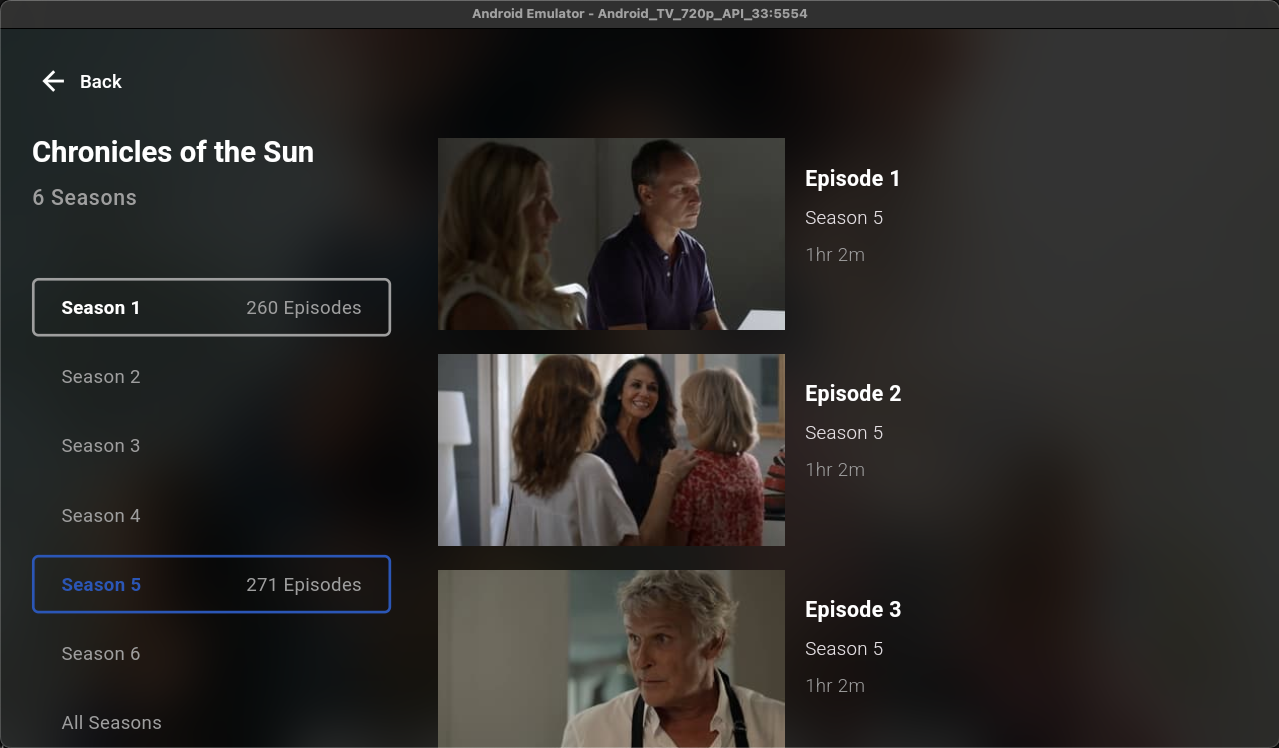 Android Emulator - Android_TV_720p_API_33:5554
Back
Chronicles of the Sun
6 Seasons
Season 1 260 Episodes
Season 2
Season 3
Season 4
Season 5 271 Episodes
Season 6
All Seasons
Episode 1
Season 5
1hr 2m
Episode 2
Season 5
1hr 2m
Episode 3
Season 5
1hr 2m